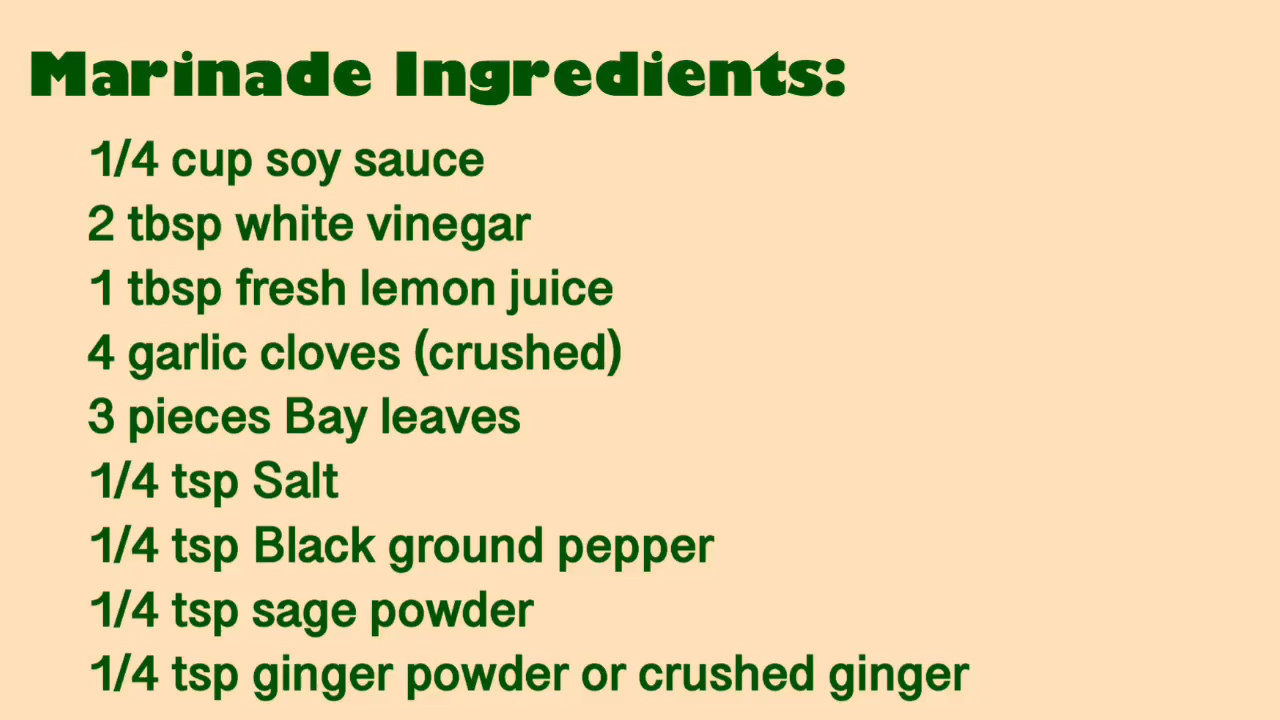 Marinade Ingredients:
1/4 cup soy sauce
2 tbsp white vinegar
1 tbsp fresh lemon juice
4 garlic cloves (crushed)
3 pieces Bay leaves
1/4 tsp Salt
1/4 tsp Black ground pepper
1/4 tsp sage powder
1/4 tsp ginger powder or crushed ginger